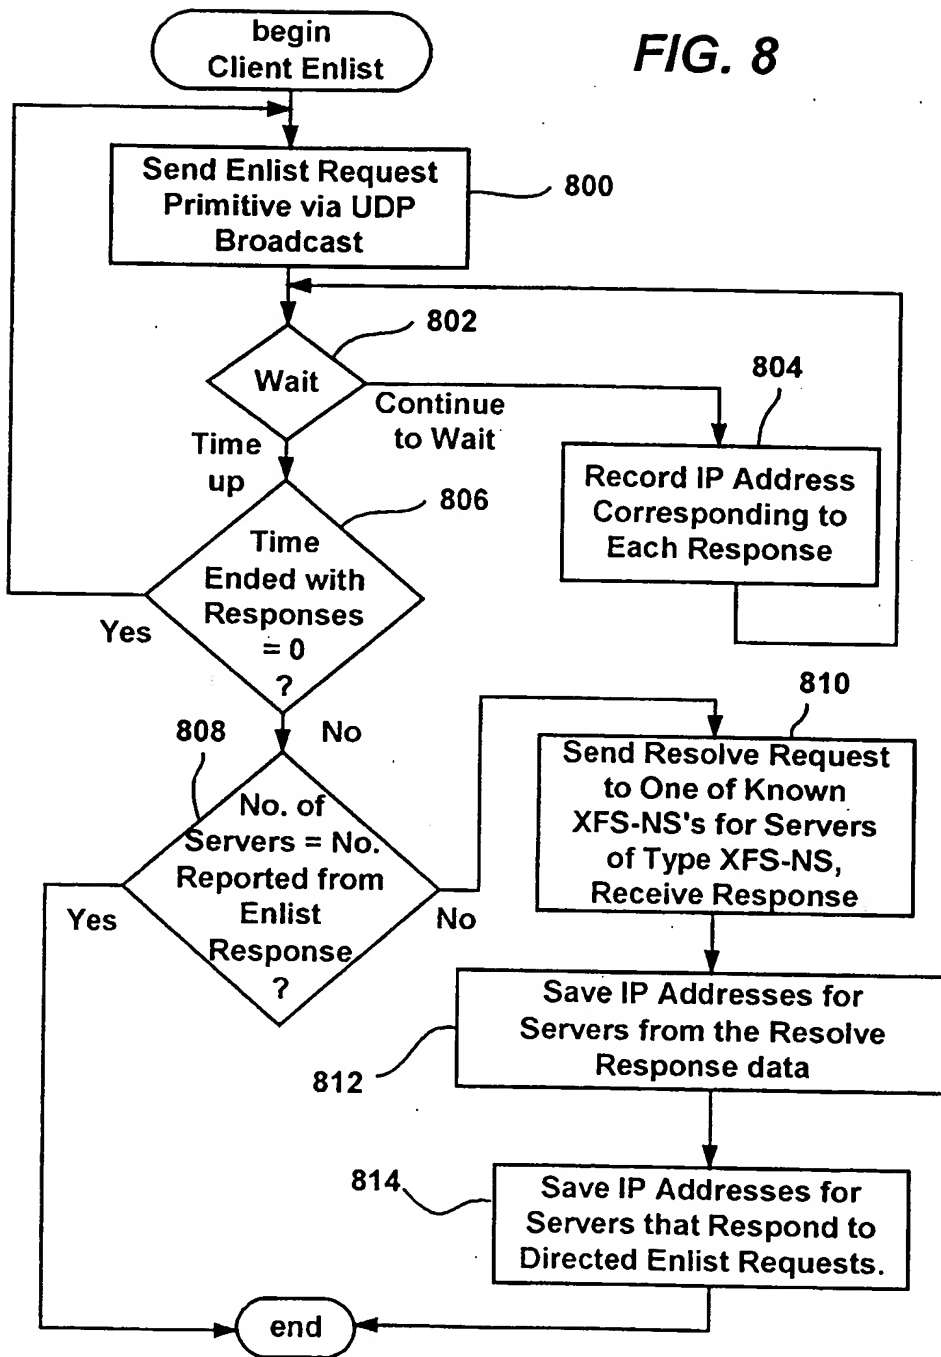 begin
Client Enlist
FIG. 8
Send Enlist Request
Primitive via UDP
Broadcast
800
802
Wait
Continue
to Wait
804
Record IP Address
Corresponding to
Each Response
Time
up
806
Time
Ended with
Responses
= 0
?
Yes
No
808
No. of
Servers = No.
Reported from
Enlist
Response
?
Yes
No
810
Send Resolve Request
to One of Known
XFS-NS's for Servers
of Type XFS-NS,
Receive Response
Save IP Addresses for
Servers from the Resolve
Response data
812
814
Save IP Addresses for
Servers that Respond to
Directed Enlist Requests.
end